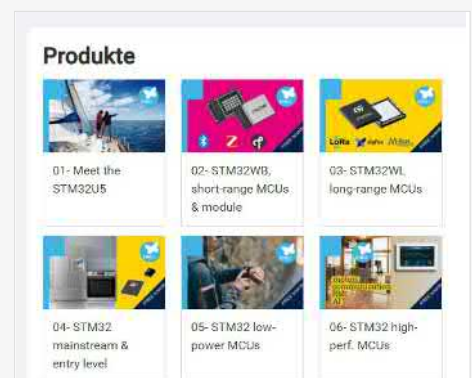 Produkte
LoRa
01- Meet the
STM32U5
02- STM32WB,
short-range MCUs
& module
03- STM32WL
long-range MCUs
04- STM32
mainstream &
entry level
05- STM32 low-
power MCUs
06- STM32 high-
perf. MCUs